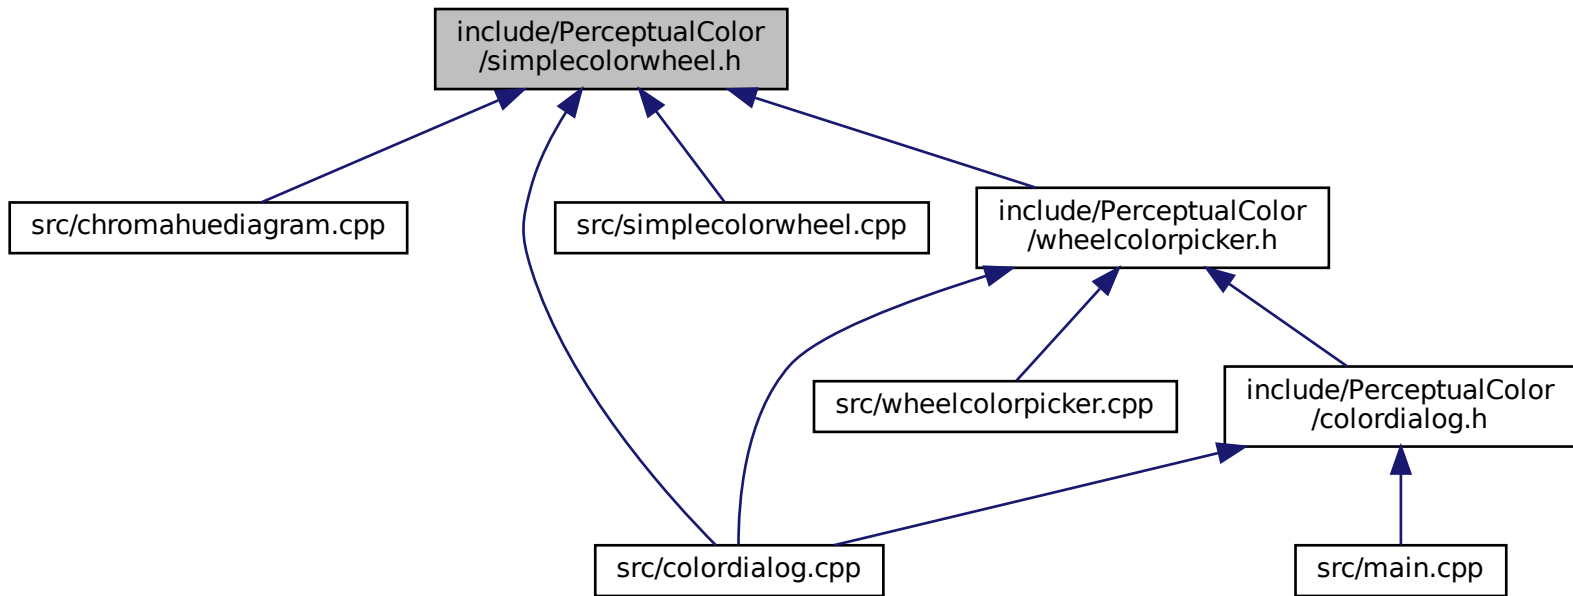 include/PerceptualColor
/simplecolorwheel.h
src/chromahuediagram.cpp
src/simplecolorwheel.cpp
include/PerceptualColor
/wheelcolorpicker.h
src/wheelcolorpicker.cpp
include/PerceptualColor
/colordialog.h
src/colordialog.cpp
src/main.cpp